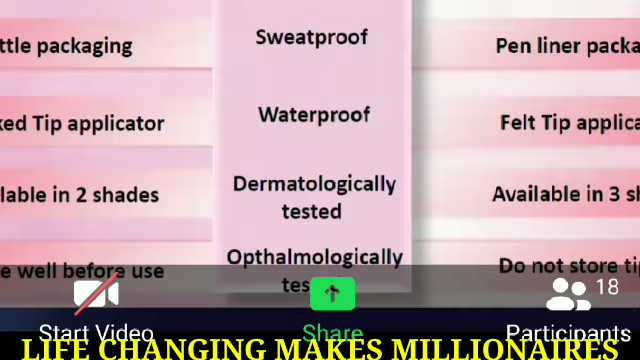 ttle packaging
Sweatproof
Pen liner packa
ked Tip applicator
Waterproof
Felt Tip applica
lable in 2 shades
Dermatologically
tested
Available in 3 sh
e well before use
Opthalmologically
tes
Do not store tip
18
Start Video
Share
Participants
LIFE CHANGING MAKES MILLIONAIRES